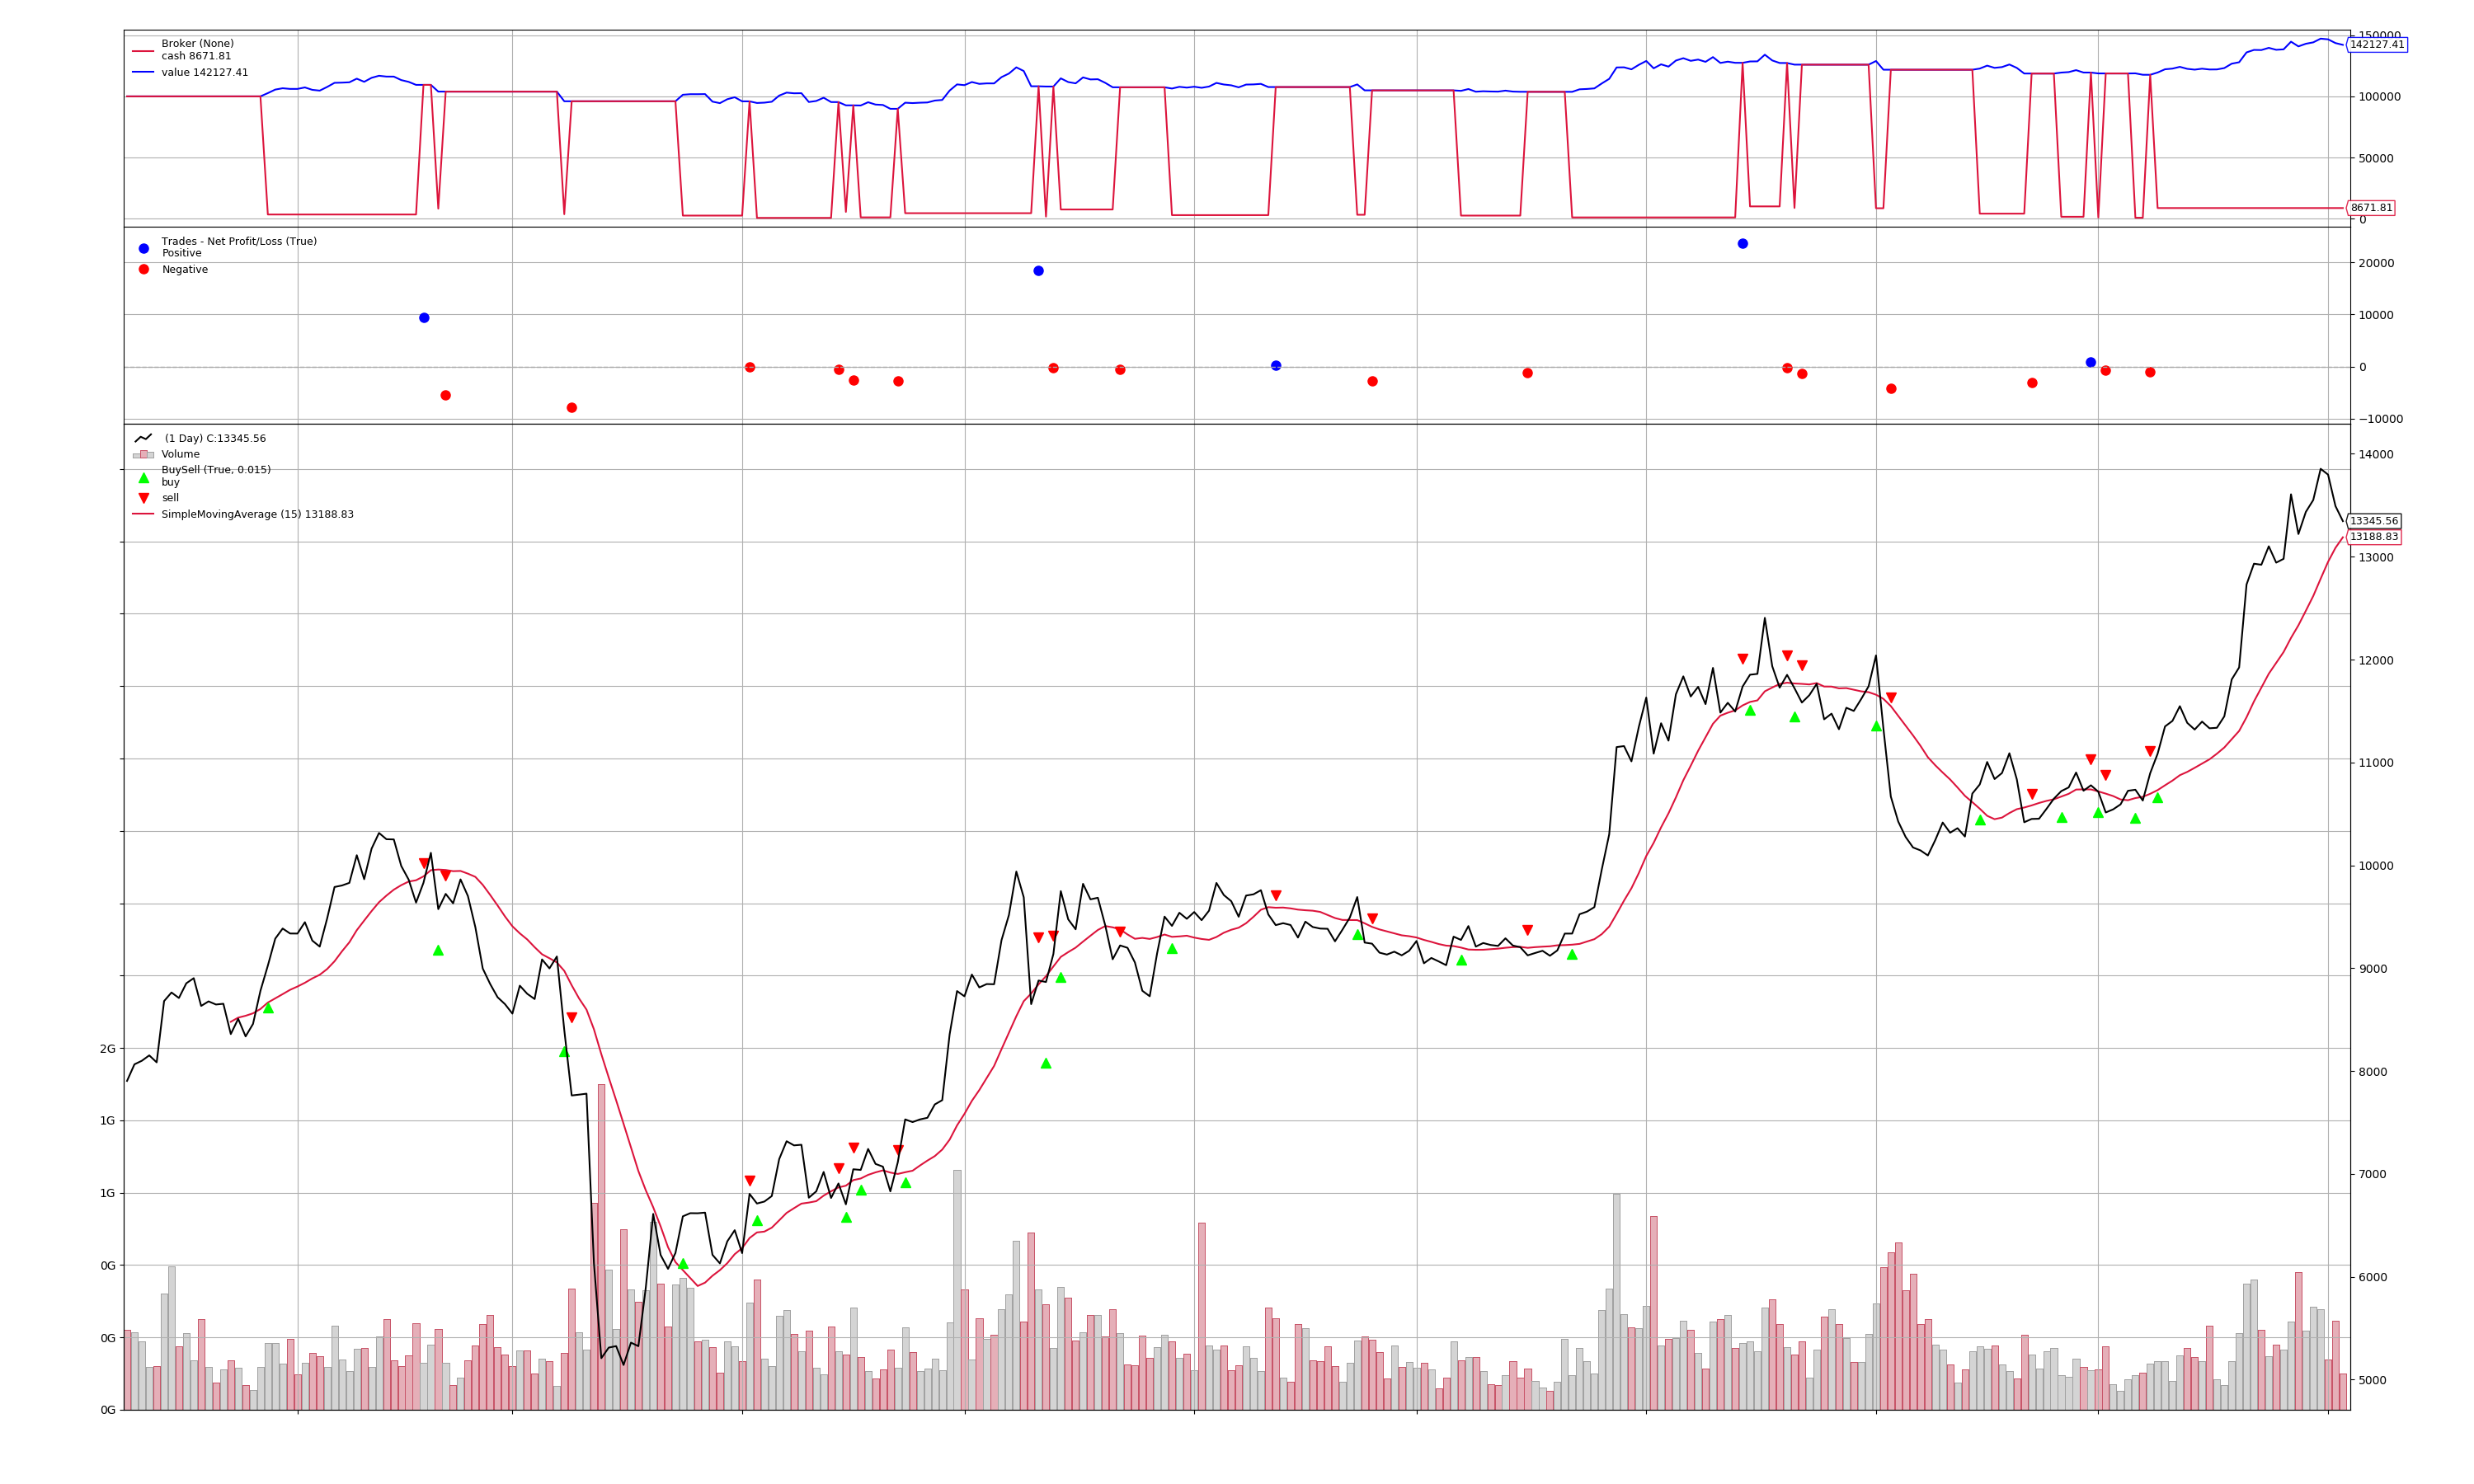 Broker (None)
cash 8671.81
value 142127.41
150000
142127.41
100000
50000
8671.81
0
Trades - Net Profit/Loss (True)
Positive
Negative
20000
10000
0
−10000
(1 Day) C:13345.56
Volume
BuySell (True, 0.015)
buy
sell
SimpleMovingAverage (15) 13188.83
14000
13345.56
13188.83
13000
12000
11000
10000
9000
8000
7000
6000
5000
2G
1G
1G
0G
0G
0G